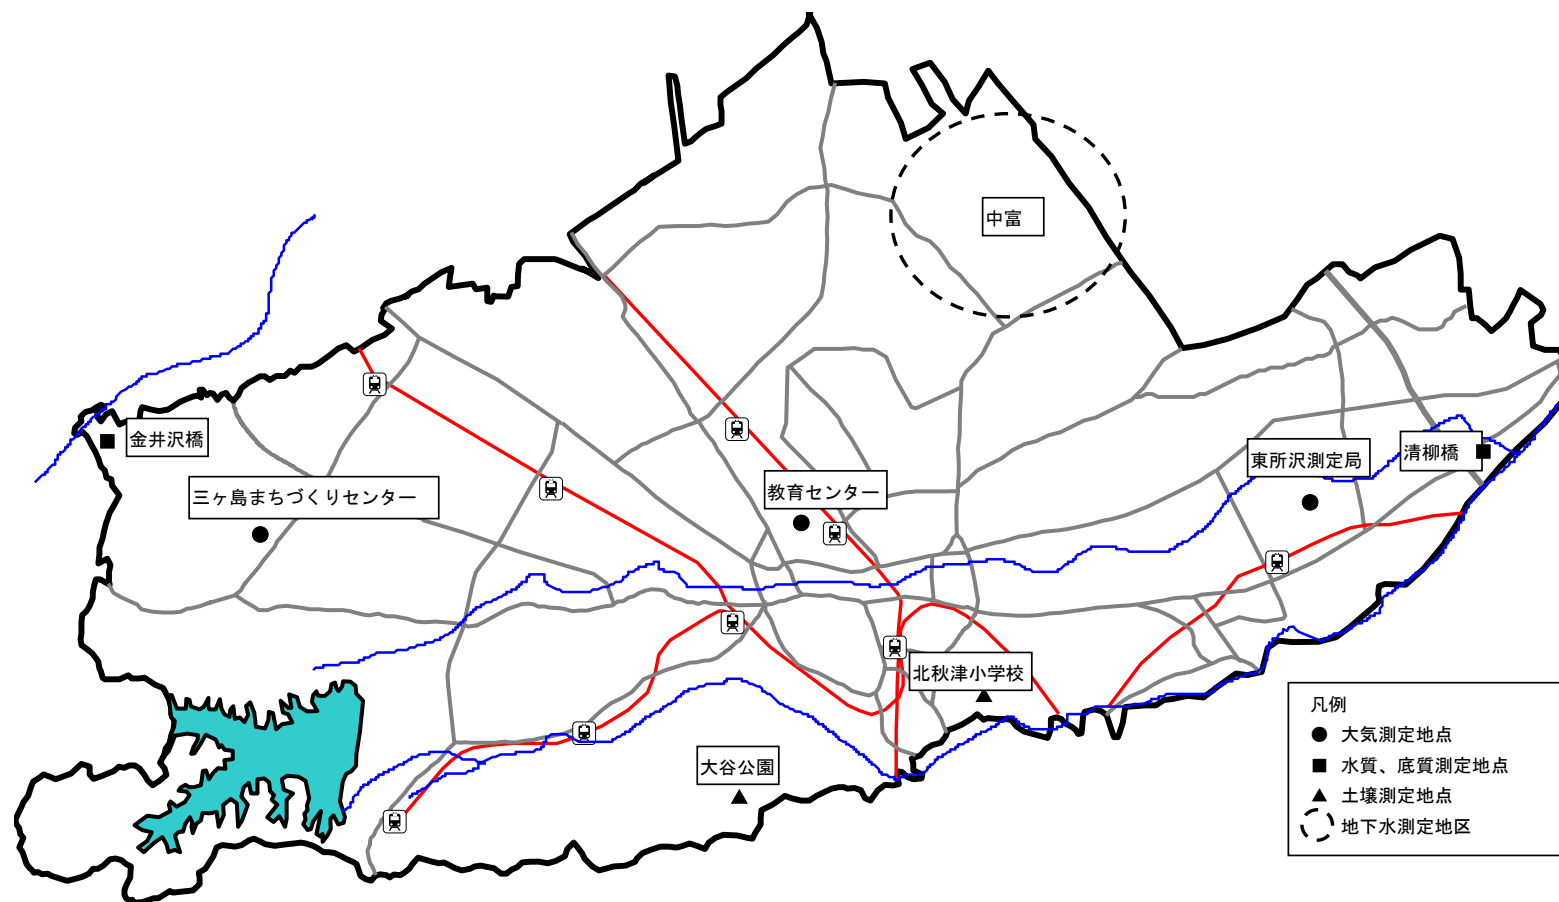 中富
金井沢橋
東所沢測定局
清柳橋
三ヶ島まちづくりセンター
教育センター
北秋津小学校
大谷公園
凡例
大気測定地点
水質、底質測定地点
土壌測定地点
地下水測定地区